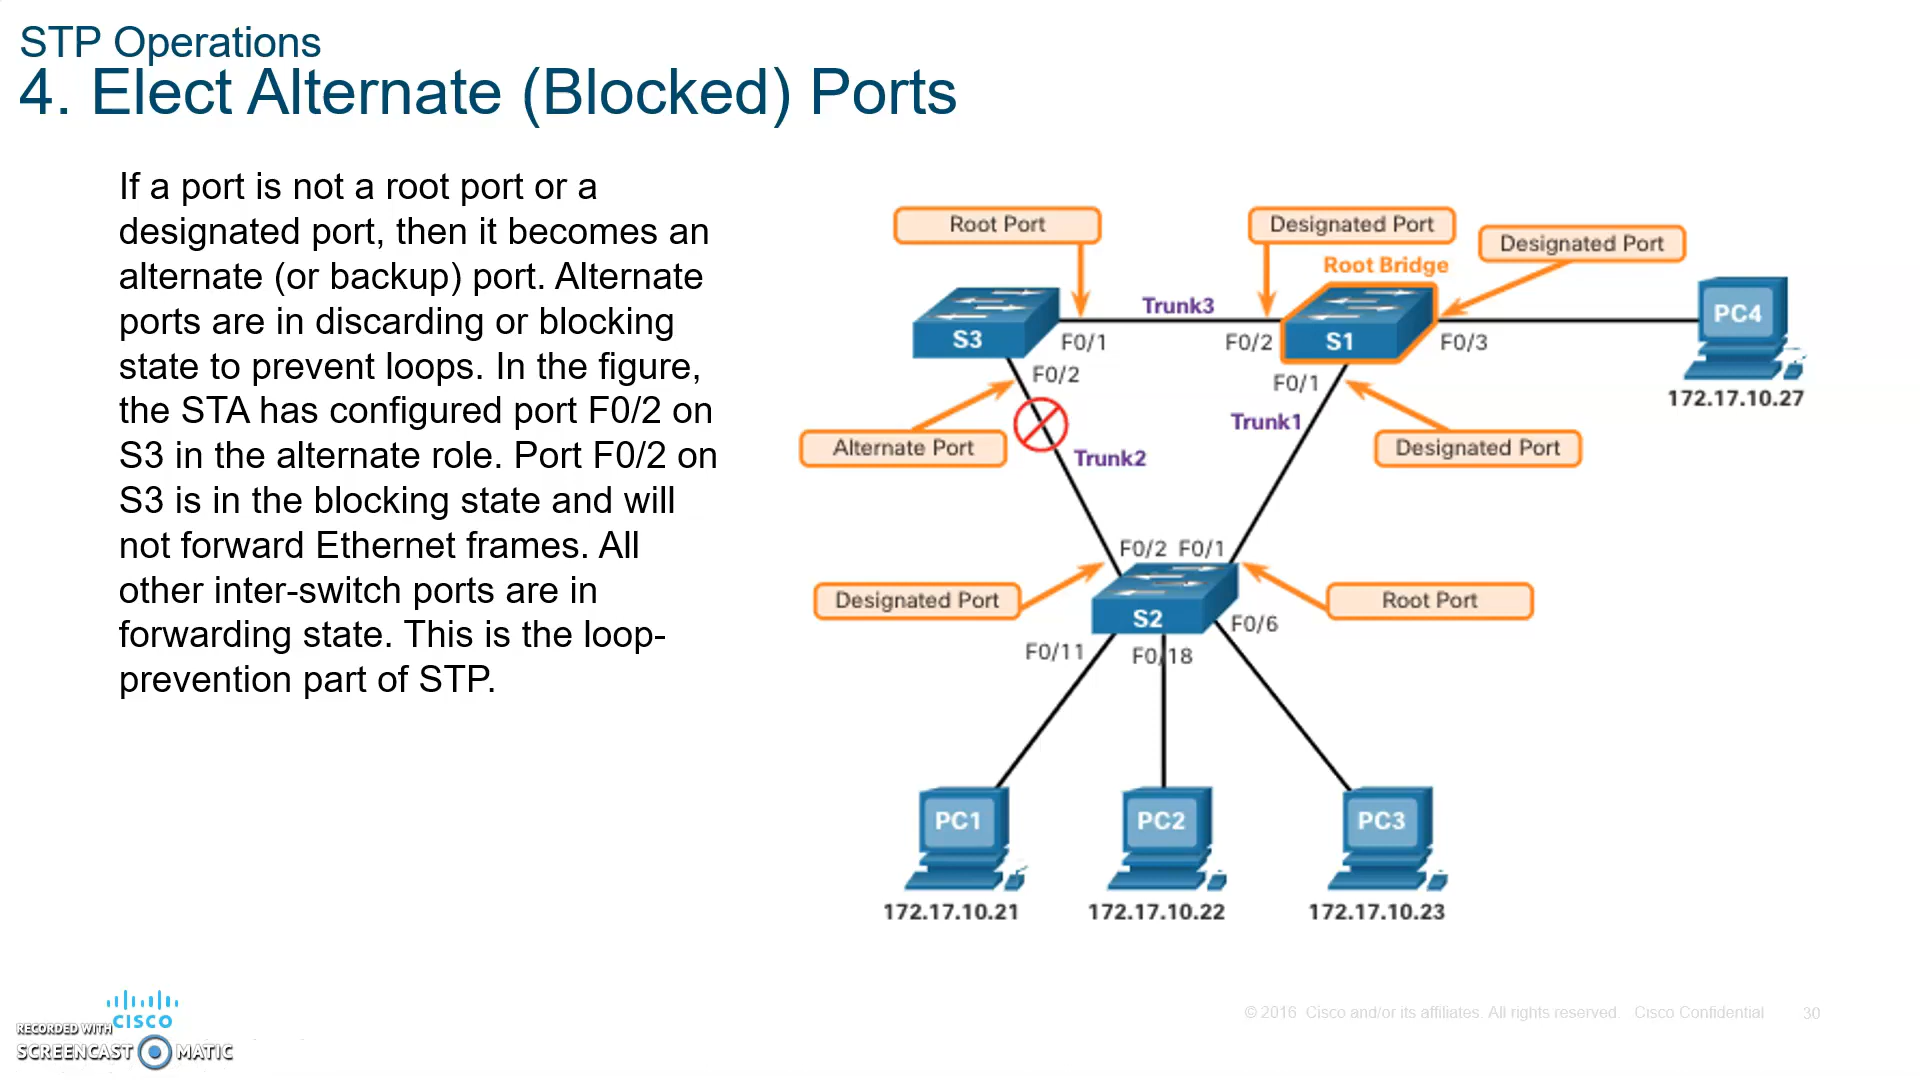 STP Operations
4. Elect Alternate (Blocked) Ports
If a port is not a root port or a
designated port, then it becomes an
alternate (or backup) port. Alternate
ports are in discarding or blocking
state to prevent loops. In the figure,
the STA has configured port F0/2 on
S3 in the alternate role. Port F0/2 on
S3 is in the blocking state and will
not forward Ethernet frames. All
other inter-switch ports are in
forwarding state. This is the loop-
prevention part of STP.
Root Port
Designated Port
Designated Port
Root Bridge
Trunk3
S3
F0/1
F0/2
S1
F0/3
PC4
F0/2
F0/1
172.17.10.27
Trunk1
Alternate Port
Trunk2
Designated Port
F0/2 F0/1
Designated Port
Root Port
S2
F0/6
F0/11
F0/18
PC1
PC2
PC3
172.17.10.21
172.17.10.22
172.17.10.23
CISCO
RECORDED WITH
SCREENCAST MATIC
© 2016 Cisco and/or its affiliates. All rights reserved. Cisco Confidential
30